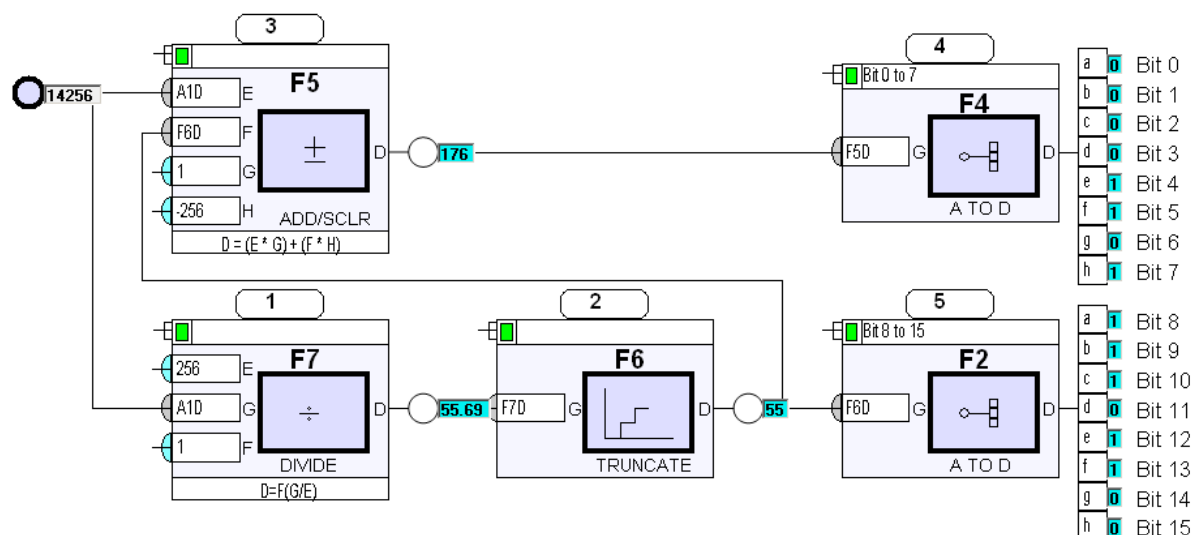 3
14256
A1D E
F5
F6D F
1 G
-256 H
±
D
176
ADD/SCLR
D = (E * G) + (F * H)
4
Bit 0 to 7
F4
F5D G
D
A TO D
a 0 Bit 0
b 0 Bit 1
c 0 Bit 2
d 0 Bit 3
e 1 Bit 4
f 1 Bit 5
g 0 Bit 6
h 1 Bit 7
1
F7
256 E
A1D G
1 F
÷
D
55.69
DIVIDE
D=F(G/E)
2
F6
F7D G
D
55
TRUNCATE
5
Bit 8 to 15
F2
F6D G
D
A TO D
a 1 Bit 8
b 1 Bit 9
c 1 Bit 10
d 0 Bit 11
e 1 Bit 12
f 1 Bit 13
g 0 Bit 14
h 0 Bit 15